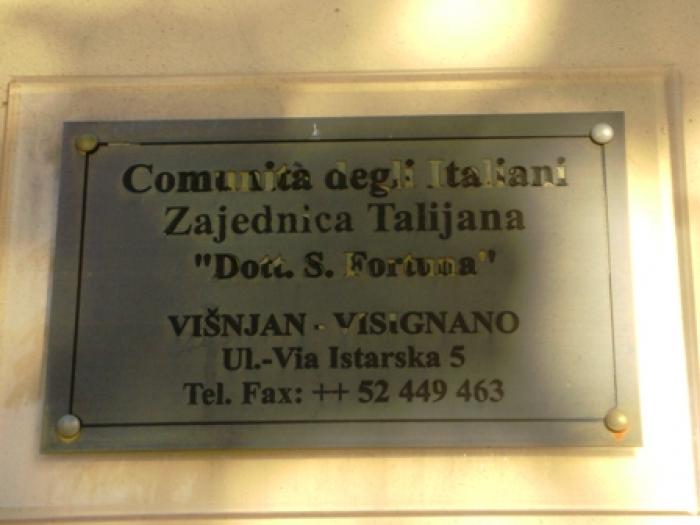 Comunità degli Italiani
Zajednica Talijana
"Dott. S. Fortuna"
VIŠNJAN - VISIGNANO
Ul.-Via Istarska 5
Tel. Fax: ++ 52 449 463